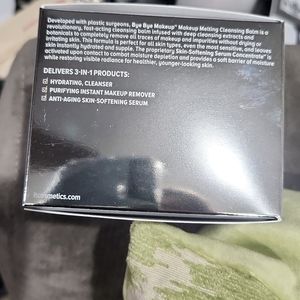 Developed with plastic surgeons, Bye Bye Makeup™ Makeup Melting Cleansing Balm is a
revolutionary, fast-acting cleansing balm infused with deep cleansing extracts and
botanicals to completely remove all traces of makeup and impurities without drying or
irritating skin. This formula is perfect for all skin types, even the most sensitive, and leaves
skin instantly hydrated and supple. The proprietary Skin-Softening Serum Concentrate™ is
activated upon contact to combat moisture depletion and provides a soft barrier of moisture
while restoring visible radiance for healthier, younger-looking skin.
DELIVERS 3-IN-1 PRODUCTS:
HYDRATING CLEANSER
PURIFYING INSTANT MAKEUP REMOVER
ANTI-AGING SKIN-SOFTENING SERUM
itcosmetics.com